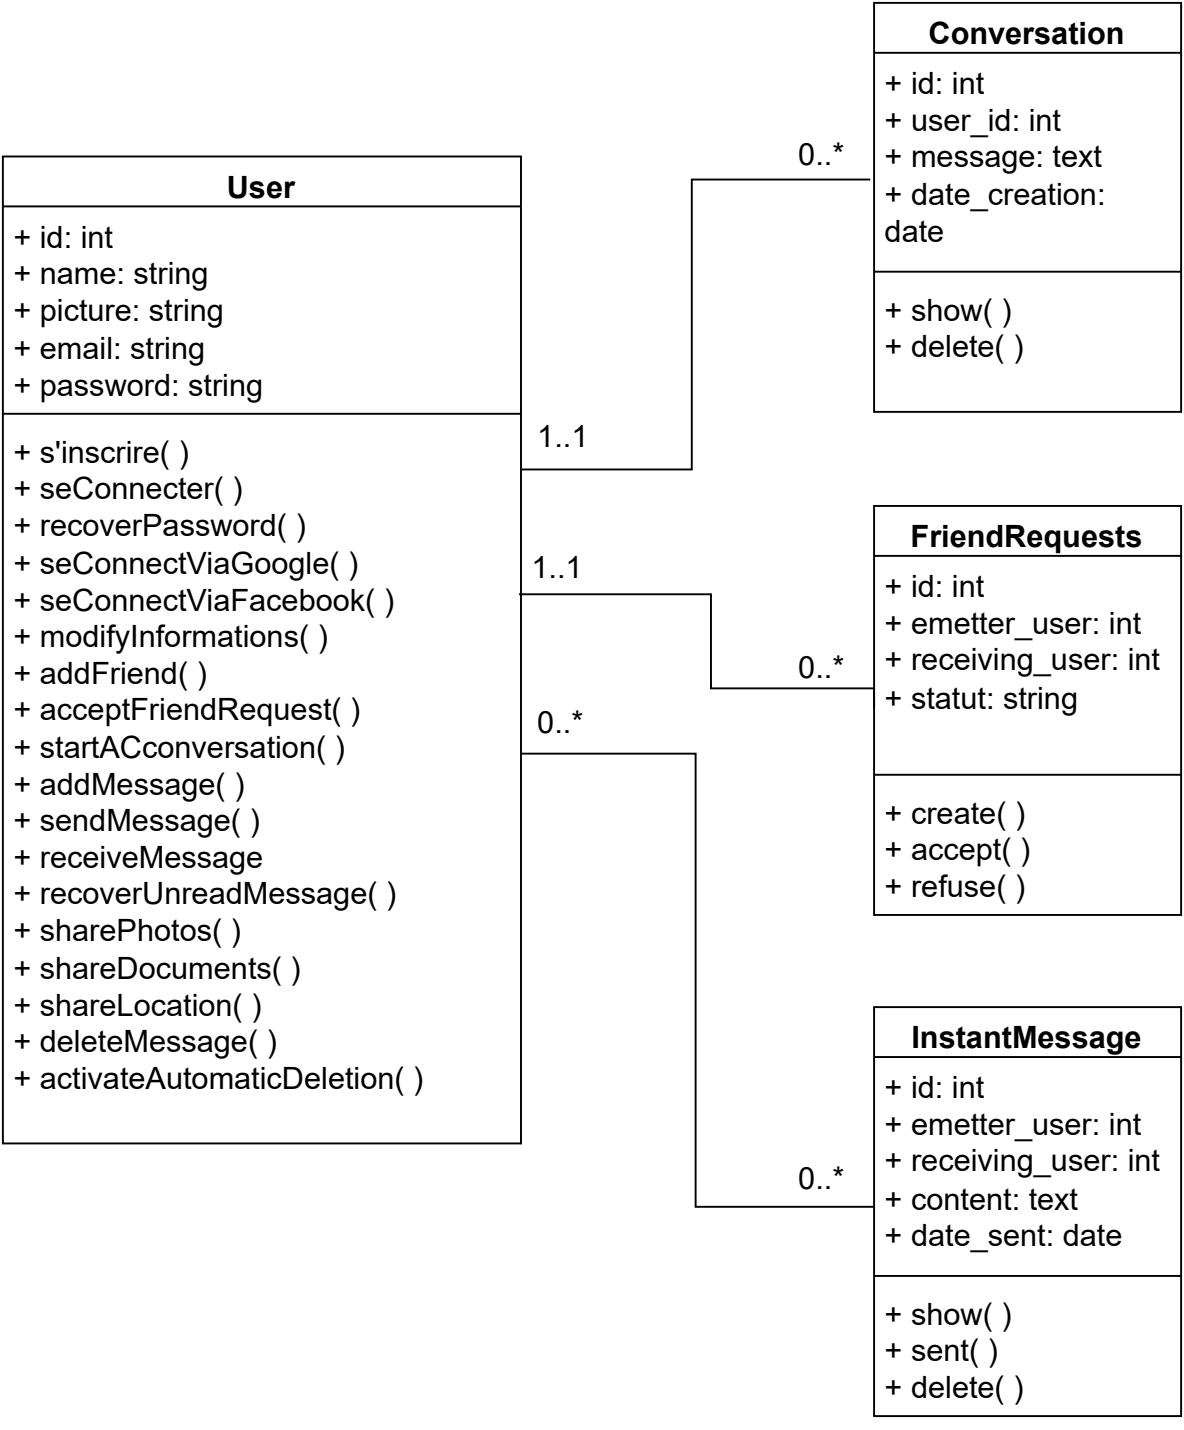 User
+ id: int
+ name: string
+ picture: string
+ email: string
+ password: string
+ s'inscrire( )
+ seConnecter( )
+ recoverPassword( )
+ seConnectViaGoogle( )
+ seConnectViaFacebook( )
+ modifyInformations( )
+ addFriend( )
+ acceptFriendRequest( )
+ startACconversation( )
+ addMessage( )
+ sendMessage( )
+ receiveMessage
+ recoverUnreadMessage( )
+ sharePhotos( )
+ shareDocuments( )
+ shareLocation( )
+ deleteMessage( )
+ activateAutomaticDeletion( )
1..1
0..*
Conversation
+ id: int
+ user_id: int
+ message: text
+ date_creation:
date
+ show( )
+ delete( )
1..1
0..*
FriendRequests
+ id: int
+ emetter_user: int
+ receiving_user: int
+ statut: string
+ create( )
+ accept( )
+ refuse( )
0..*
0..*
InstantMessage
+ id: int
+ emetter_user: int
+ receiving_user: int
+ content: text
+ date_sent: date
+ show( )
+ sent( )
+ delete( )